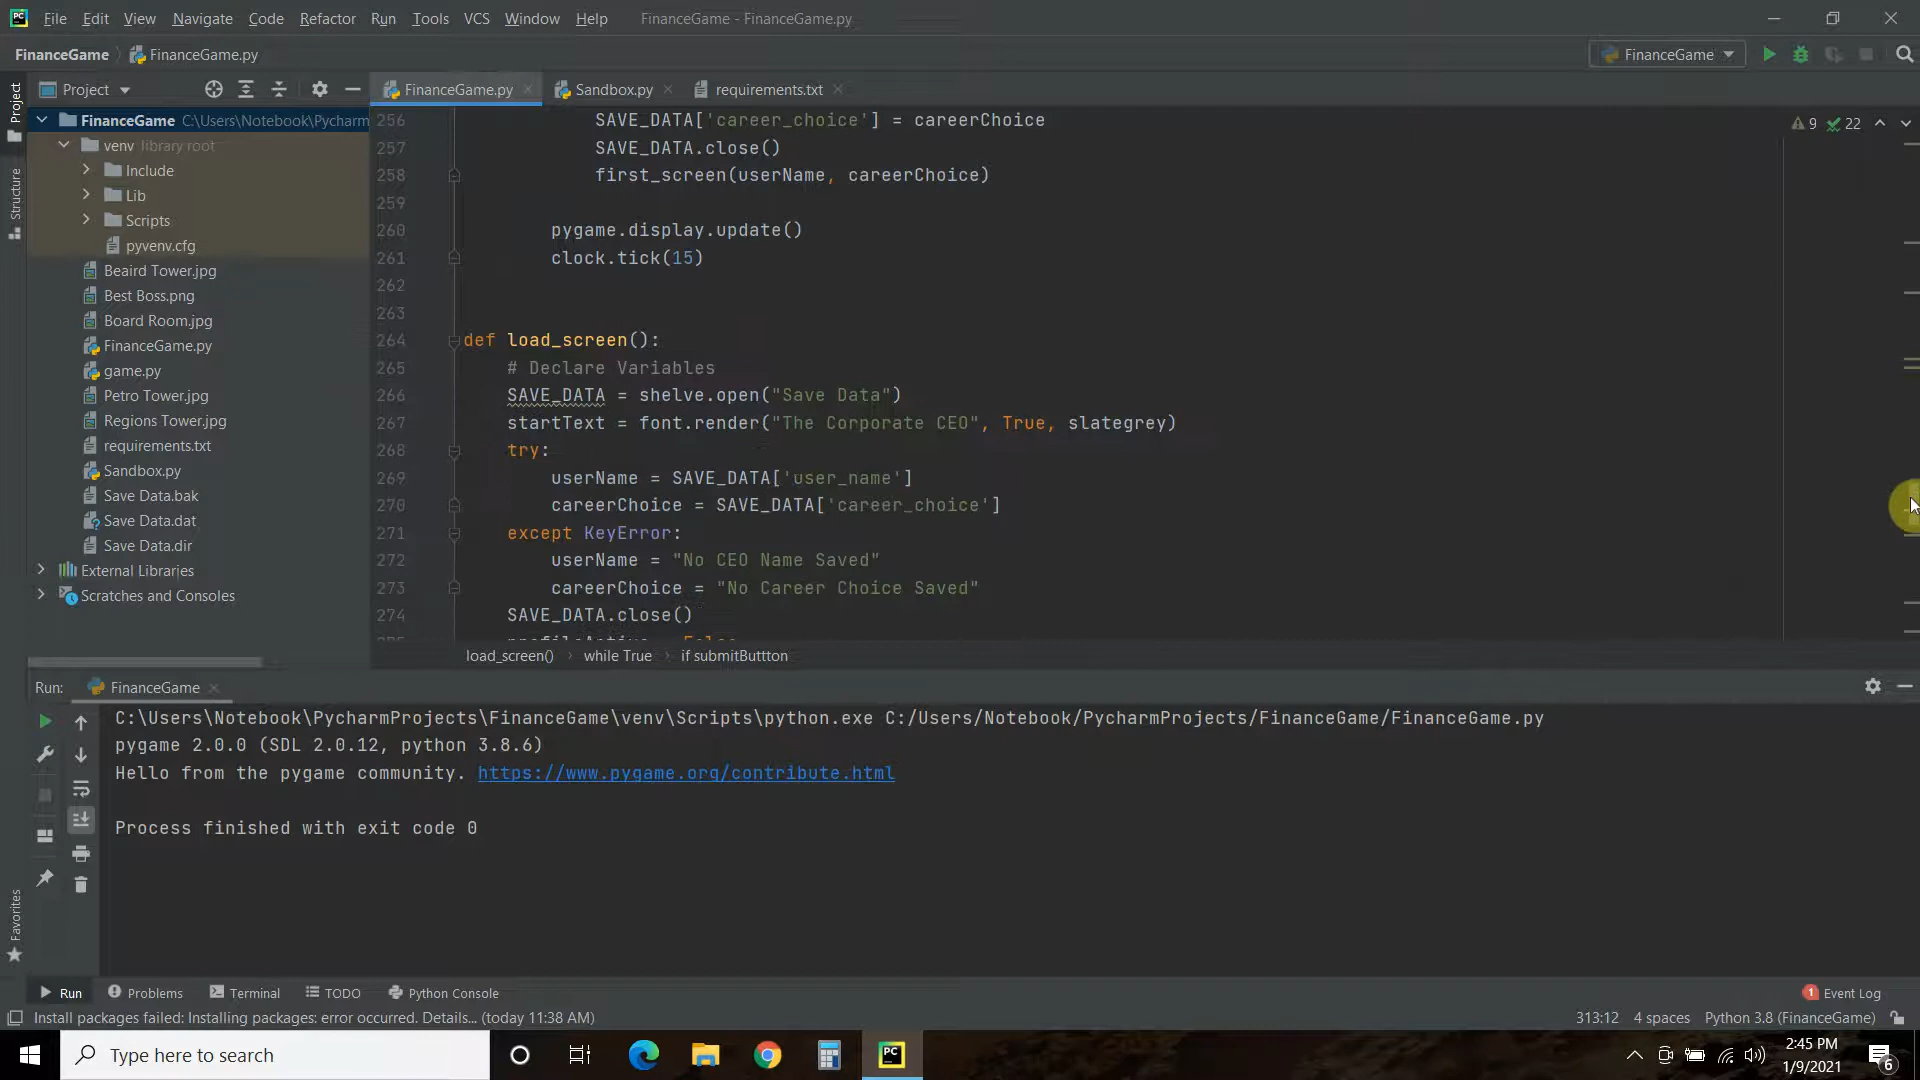 PC File Edit View Navigate Code Refactor Run Tools VCS Window Help FinanceGame - FinanceGame.py
FinanceGame FinanceGame.py FinanceGame
Project Project FinanceGame.py Sandbox.py requirements.txt
Structure
Favorites
FinanceGame C:\Users\Notebook\Pycharm
venv library root
Include
Lib
Scripts
pyvenv.cfg
Beaird Tower.jpg
Best Boss.png
Board Room.jpg
FinanceGame.py
game.py
Petro Tower.jpg
Regions Tower.jpg
requirements.txt
Sandbox.py
Save Data.bak
Save Data.dat
Save Data.dir
External Libraries
Scratches and Consoles
9 22
256 SAVE_DATA['career_choice'] = careerChoice
257 SAVE_DATA.close()
258 first_screen(userName, careerChoice)
259
260 pygame.display.update()
261 clock.tick(15)
262
263
264 def load_screen():
265 # Declare Variables
266 SAVE_DATA = shelve.open("Save Data")
267 startText = font.render("The Corporate CEO", True, slategrey)
268 try:
269 userName = SAVE_DATA['user_name']
270 careerChoice = SAVE_DATA['career_choice']
271 except KeyError:
272 userName = "No CEO Name Saved"
273 careerChoice = "No Career Choice Saved"
274 SAVE_DATA.close()
load_screen() while True if submitButtton
Run: FinanceGame
C:\Users\Notebook\PycharmProjects\FinanceGame\venv\Scripts\python.exe C:/Users/Notebook/PycharmProjects/FinanceGame/FinanceGame.py
pygame 2.0.0 (SDL 2.0.12, python 3.8.6)
Hello from the pygame community. https://www.pygame.org/contribute.html
Process finished with exit code 0
Run Problems Terminal TODO Python Console 1 Event Log
Install packages failed: Installing packages: error occurred. Details... (today 11:38 AM) 313:12 4 spaces Python 3.8 (FinanceGame)
Type here to search PC 2:45 PM
1/9/2021 6